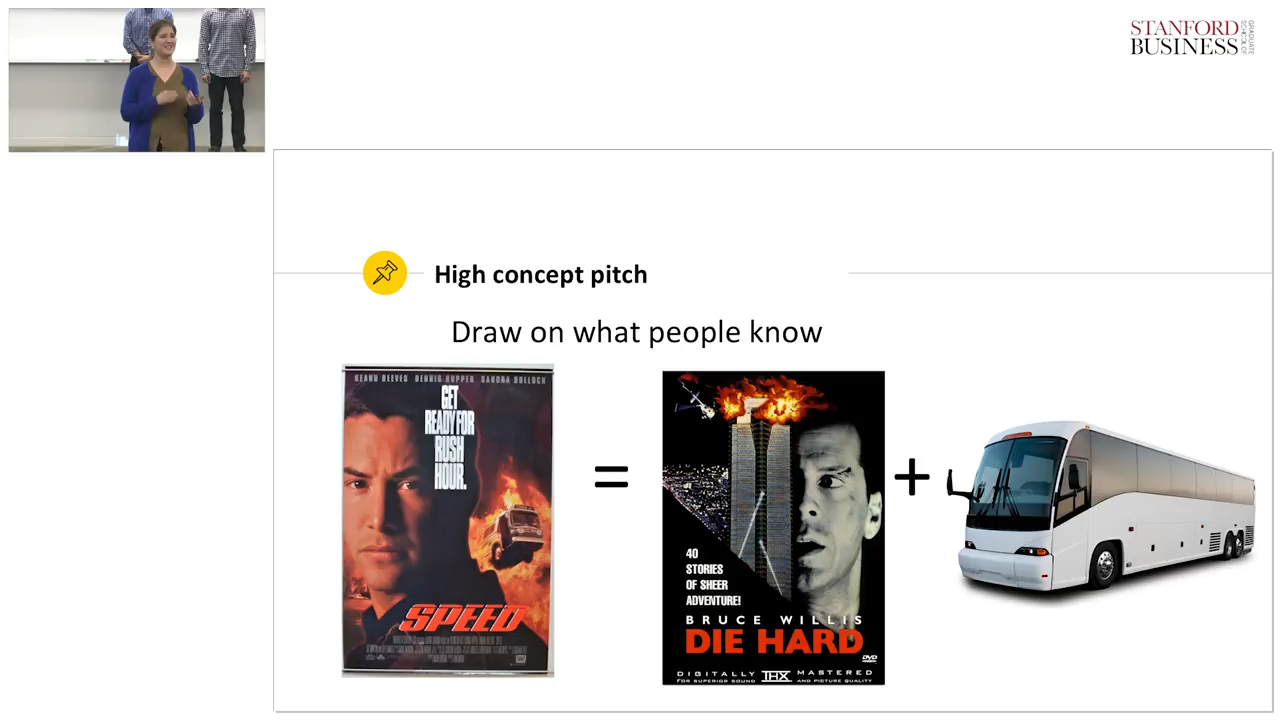 STANFORD
BUSINESS
GRADUATE
SCHOOL OF
High concept pitch
Draw on what people know
KEANU REEVES DENNIS HOPPER SANDRA BULLOCK
GET
READY FOR
RUSH
HOUR.
SPEED
=
40
STORIES
OF SHEER
ADVENTURE!
BRUCE WILLIS
DIE HARD
DVD
DIGITALLY THX MASTERED
FOR SUPERIOR SOUND AND PICTURE QUALITY
+